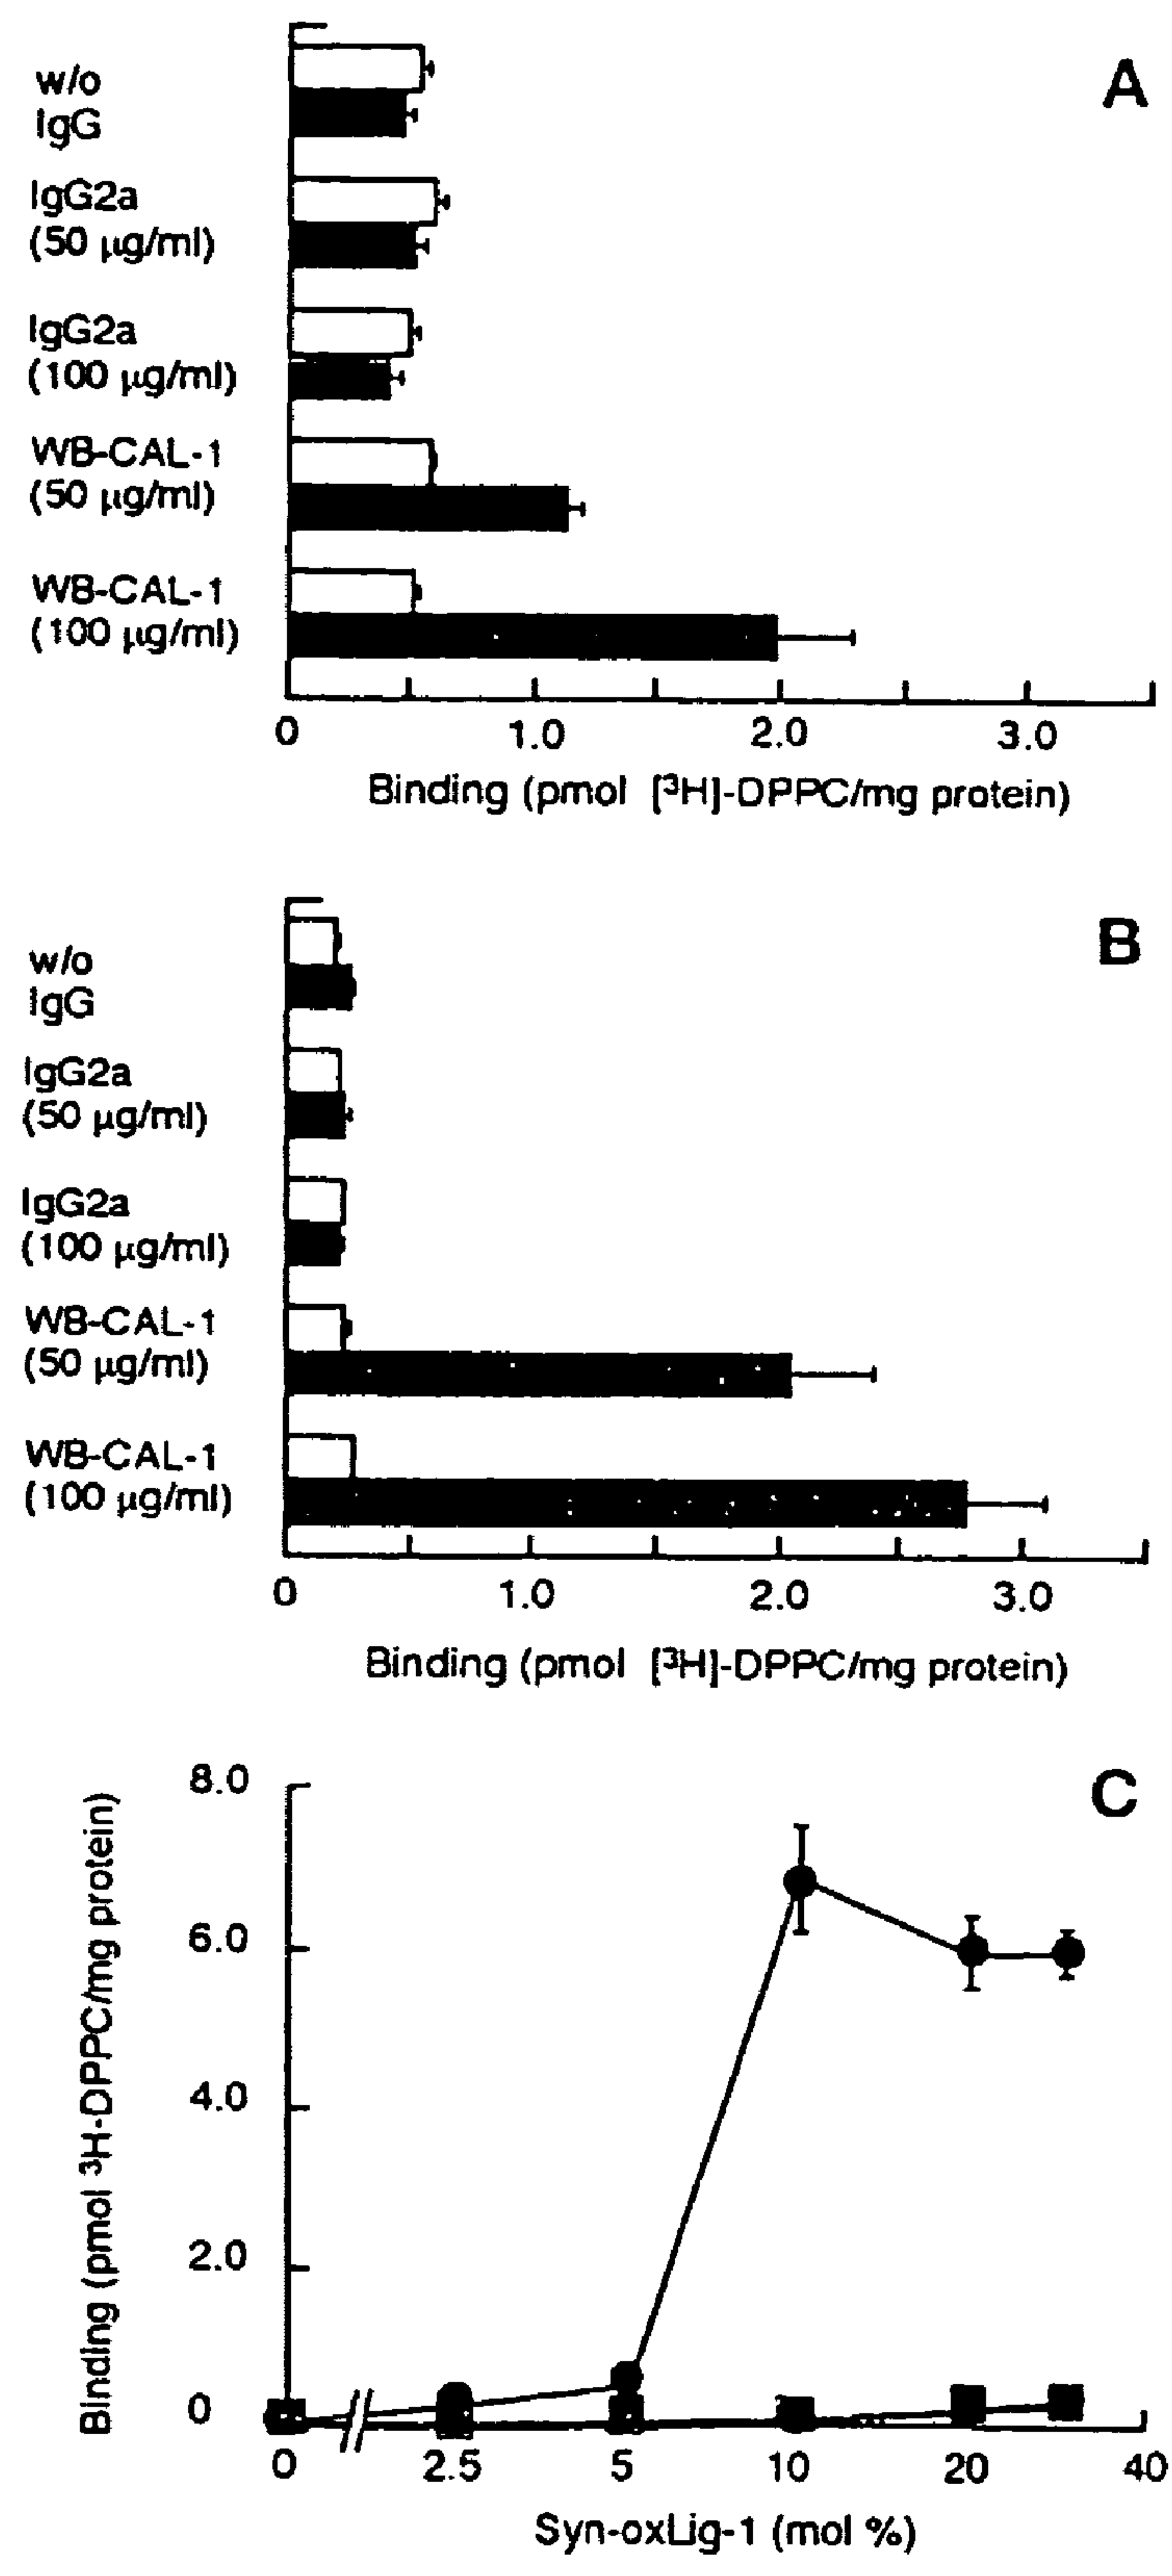 A
w/o
IgG
IgG2a
(50 µg/ml)
IgG2a
(100 µg/ml)
WB-CAL-1
(50 µg/ml)
WB-CAL-1
(100 µg/ml)
0 1.0 2.0 3.0
Binding (pmol [³H]-DPPC/mg protein)
B
w/o
IgG
IgG2a
(50 µg/ml)
IgG2a
(100 µg/ml)
WB-CAL-1
(50 µg/ml)
WB-CAL-1
(100 µg/ml)
0 1.0 2.0 3.0
Binding (pmol [³H]-DPPC/mg protein)
C
Binding (pmol ³H-DPPC/mg protein)
8.0
6.0
4.0
2.0
0
0 2.5 5 10 20 40
Syn-oxLig-1 (mol %)